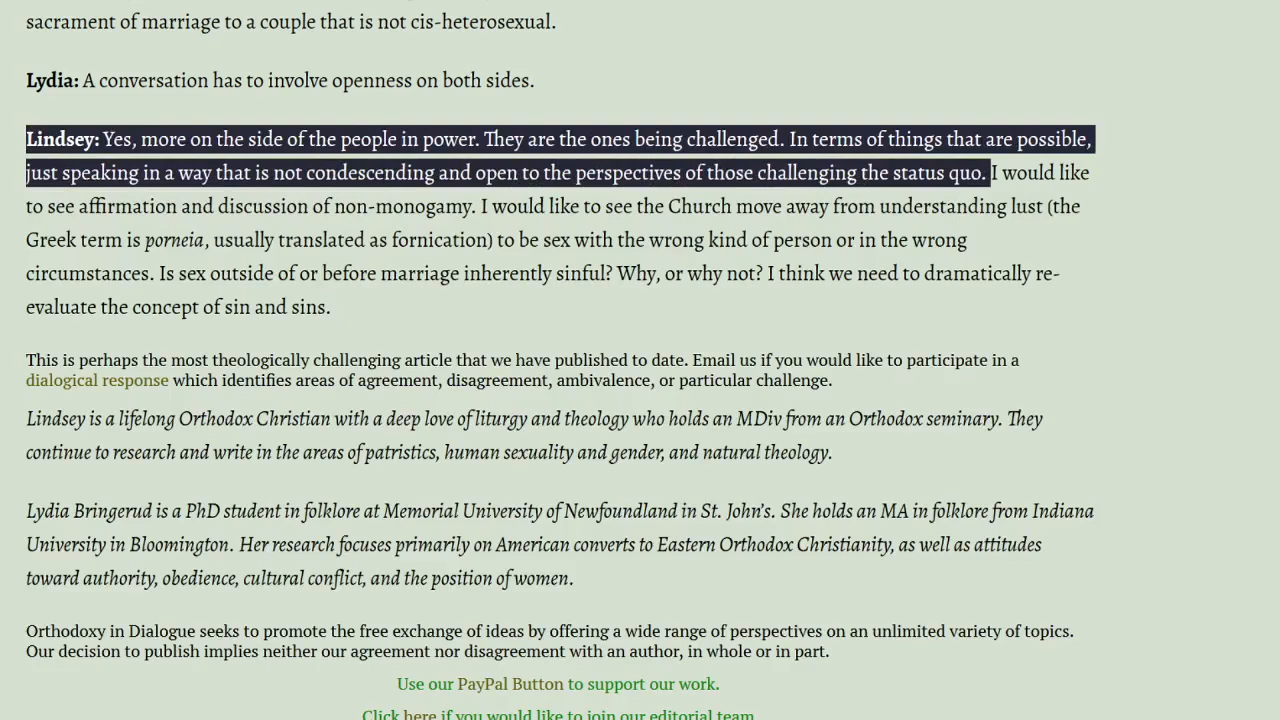 sacrament of marriage to a couple that is not cis-heterosexual.
Lydia: A conversation has to involve openness on both sides.
Lindsey: Yes, more on the side of the people in power. They are the ones being challenged. In terms of things that are possible,
just speaking in a way that is not condescending and open to the perspectives of those challenging the status quo. I would like
to see affirmation and discussion of non-monogamy. I would like to see the Church move away from understanding lust (the
Greek term is porneia, usually translated as fornication) to be sex with the wrong kind of person or in the wrong
circumstances. Is sex outside of or before marriage inherently sinful? Why, or why not? I think we need to dramatically re-
evaluate the concept of sin and sins.
This is perhaps the most theologically challenging article that we have published to date. Email us if you would like to participate in a
dialogical response which identifies areas of agreement, disagreement, ambivalence, or particular challenge.
Lindsey is a lifelong Orthodox Christian with a deep love of liturgy and theology who holds an MDiv from an Orthodox seminary. They
continue to research and write in the areas of patristics, human sexuality and gender, and natural theology.
Lydia Bringerud is a PhD student in folklore at Memorial University of Newfoundland in St. John's. She holds an MA in folklore from Indiana
University in Bloomington. Her research focuses primarily on American converts to Eastern Orthodox Christianity, as well as attitudes
toward authority, obedience, cultural conflict, and the position of women.
Orthodoxy in Dialogue seeks to promote the free exchange of ideas by offering a wide range of perspectives on an unlimited variety of topics.
Our decision to publish implies neither our agreement nor disagreement with an author, in whole or in part.
Use our PayPal Button to support our work.
Click here if you would like to join our editorial team